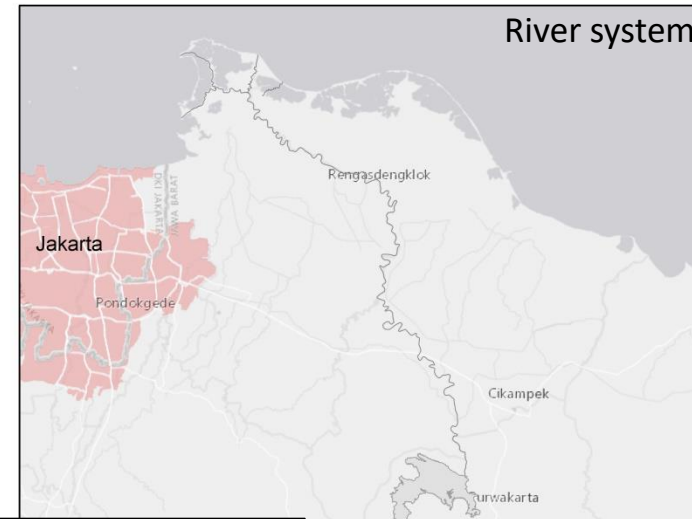 River system
Rengasdengklok
DKI JAKARTA
JAWA BARAT
Jakarta
Pondokgede
Cikampek
urwakarta